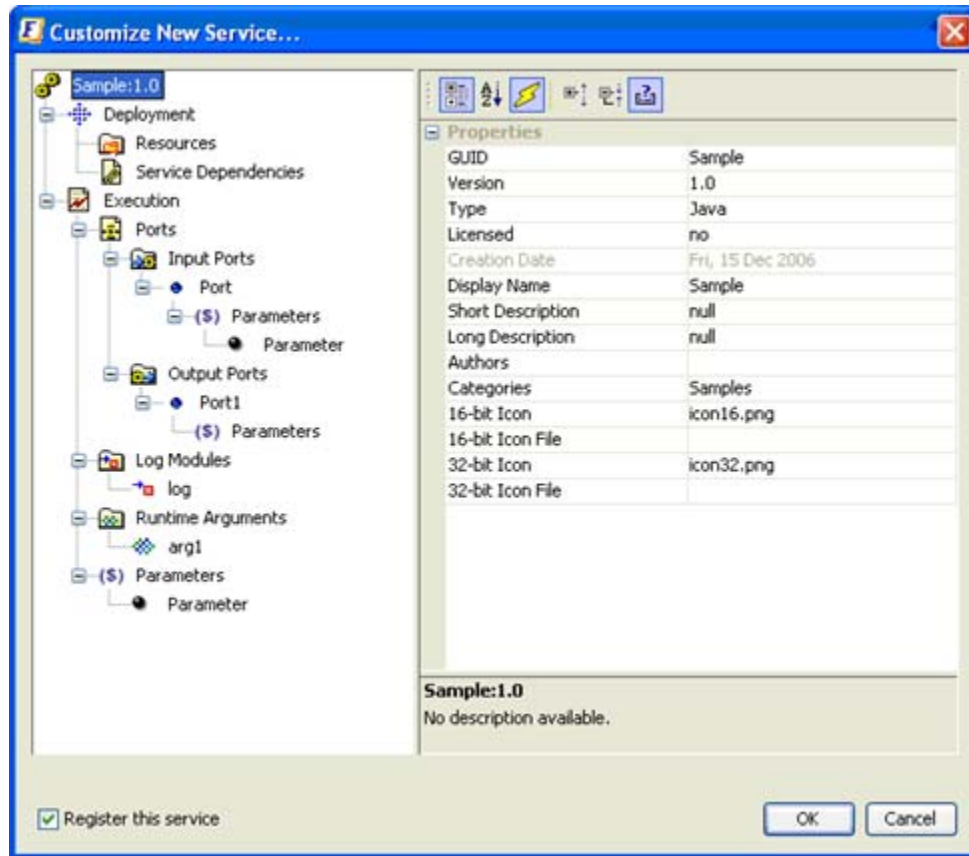 Customize New Service...
Sample:1.0
Deployment
Resources
Service Dependencies
Execution
Ports
Input Ports
Port
($) Parameters
Parameter
Output Ports
Port1
($) Parameters
Log Modules
log
Runtime Arguments
arg1
($) Parameters
Parameter
Properties
GUID Sample
Version 1.0
Type Java
Licensed no
Creation Date Fri, 15 Dec 2006
Display Name Sample
Short Description null
Long Description null
Authors
Categories Samples
16-bit Icon icon16.png
16-bit Icon File
32-bit Icon icon32.png
32-bit Icon File
Sample:1.0
No description available.
Register this service
OK
Cancel